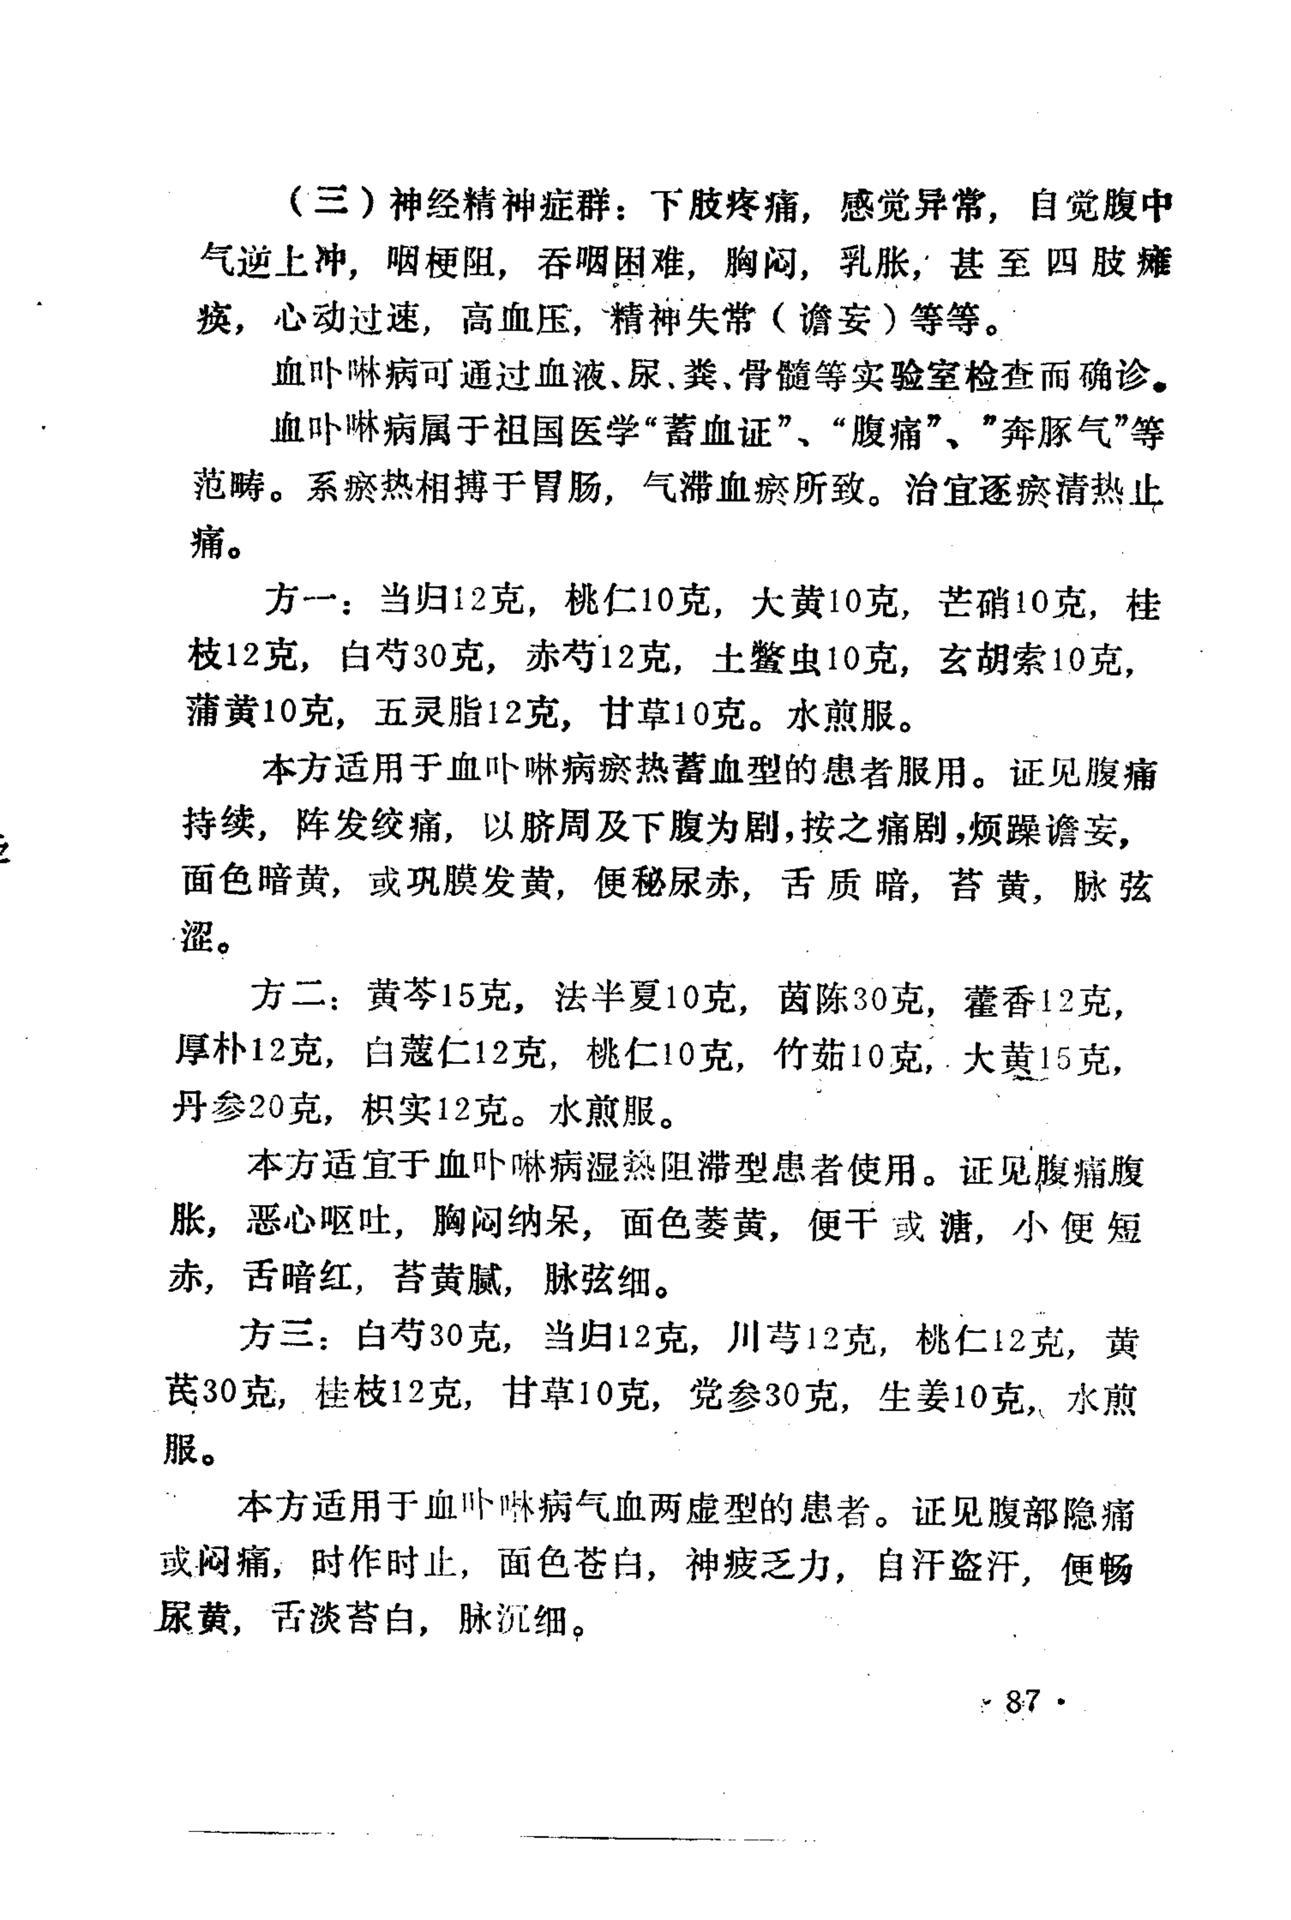 （三）神经精神症群：下肢疼痛，感觉异常，自觉腹中
气逆上冲，咽梗阻，吞咽困难，胸闷，乳胀，甚至四肢瘫
痪，心动过速，高血压，精神失常（谵妄）等等。
血卟啉病可通过血液、尿、粪、骨髓等实验室检查而确诊。
血卟啉病属于祖国医学“蓄血证”、“腹痛”、”奔豚气”等
范畴。系瘀热相搏于胃肠，气滞血瘀所致。治宜逐瘀清热止
痛。
方一：当归12克，桃仁10克，大黄10克，芒硝10克，桂
枝12克，白芍30克，赤芍12克，土鳖虫10克，玄胡索10克，
蒲黄10克，五灵脂12克，甘草10克。水煎服。
本方适用于血卟啉病瘀热蓄血型的患者服用。证见腹痛
持续，阵发绞痛，以脐周及下腹为剧，按之痛剧，烦躁谵妄，
面色暗黄，或巩膜发黄，便秘尿赤，舌质暗，苔黄，脉弦
涩。
方二：黄芩15克，法半夏10克，茵陈30克，藿香12克，
厚朴12克，白蔻仁12克，桃仁10克，竹茹10克，大黄15克，
丹参20克，枳实12克。水煎服。
本方适宜于血卟啉病湿热阻滞型患者使用。证见腹痛腹
胀，恶心呕吐，胸闷纳呆，面色萎黄，便干或溏，小便短
赤，舌暗红，苔黄腻，脉弦细。
方三：白芍30克，当归12克，川芎12克，桃仁12克，黄
芪30克，桂枝12克，甘草10克，党参30克，生姜10克，水煎
服。
本方适用于血卟啉病气血两虚型的患者。证见腹部隐痛
或闷痛，时作时止，面色苍白，神疲乏力，自汗盗汗，便畅
尿黄，舌淡苔白，脉沉细。
· 87 ·